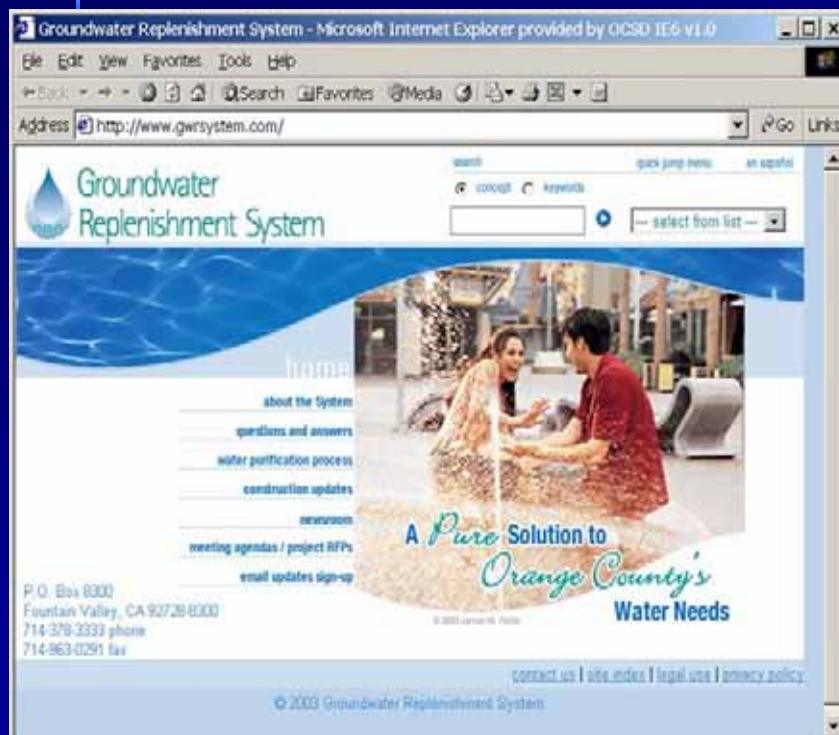 Groundwater Replenishment System - Microsoft Internet Explorer provided by OCSD IE6 v1.0
File Edit View Favorites Tools Help
Back Search Favorites Media
Address http://www.gwrsystem.com/ Go Links
search quick jump menu en español
concept keywords
Groundwater
Replenishment System
--- select from list ---
home
about the System
questions and answers
water purification process
construction updates
newsroom
meeting agendas / project RFPs
email updates sign-up
A Pure Solution to
Orange County's
Water Needs
P.O. Box 8300
Fountain Valley, CA 92728-8300
714-378-3333 phone
714-963-0291 fax
contact us | site index | legal use | privacy policy
© 2003 Groundwater Replenishment System